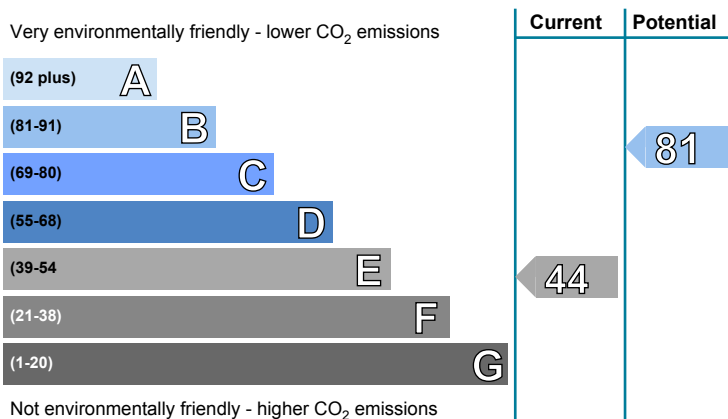 Current Potential
Very environmentally friendly - lower CO2 emissions
(92 plus) A
(81-91) B
81
(69-80) C
(55-68) D
(39-54 E
44
(21-38) F
(1-20) G
Not environmentally friendly - higher CO2 emissions